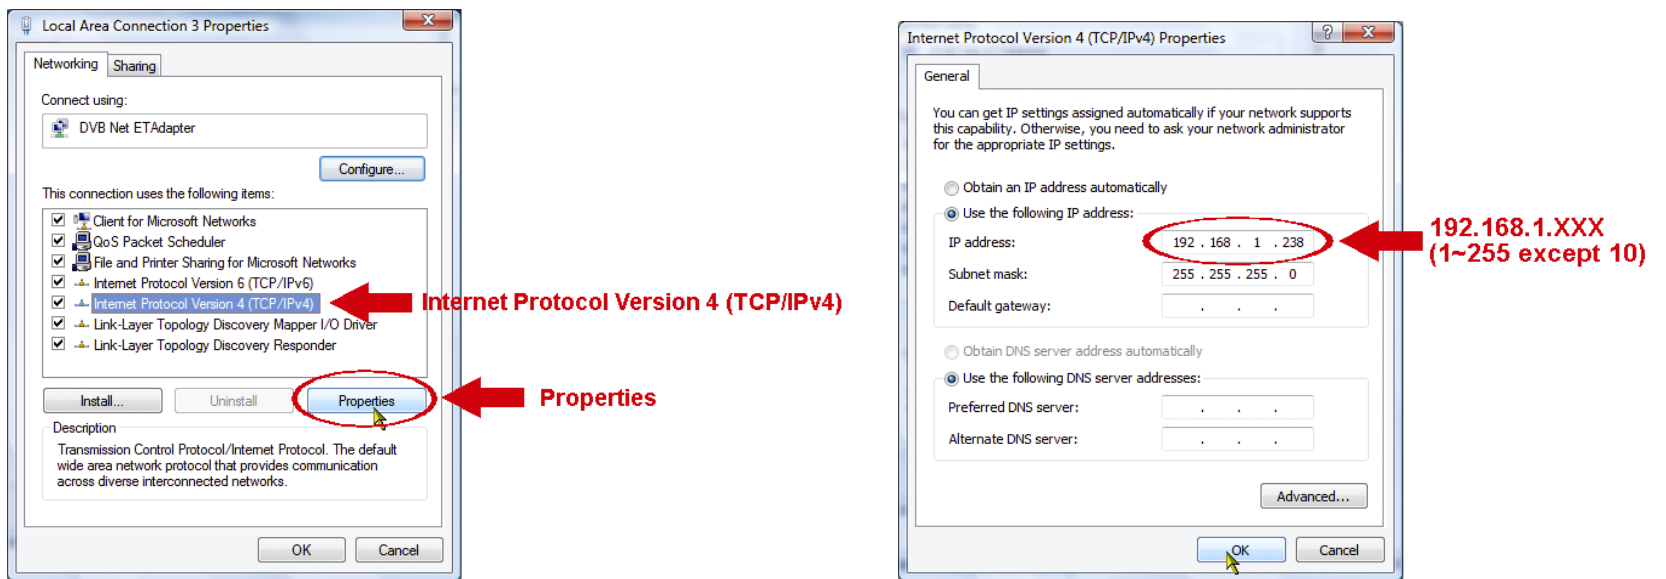 Local Area Connection 3 Properties
Networking
Sharing
Connect using:
DVB Net ETAdapter
Configure...
This connection uses the following items:
Client for Microsoft Networks
QoS Packet Scheduler
File and Printer Sharing for Microsoft Networks
Internet Protocol Version 6 (TCP/IPv6)
Internet Protocol Version 4 (TCP/IPv4)
Link-Layer Topology Discovery Mapper I/O Driver
Link-Layer Topology Discovery Responder
Internet Protocol Version 4 (TCP/IPv4)
Install...
Uninstall
Properties
Properties
Description
Transmission Control Protocol/Internet Protocol. The default
wide area network protocol that provides communication
across diverse interconnected networks.
OK
Cancel
Internet Protocol Version 4 (TCP/IPv4) Properties
General
You can get IP settings assigned automatically if your network supports
this capability. Otherwise, you need to ask your network administrator
for the appropriate IP settings.
Obtain an IP address automatically
Use the following IP address:
IP address:
192 . 168 . 1 . 238
192.168.1.XXX
(1~255 except 10)
Subnet mask:
255 . 255 . 255 . 0
Default gateway:
. . .
Obtain DNS server address automatically
Use the following DNS server addresses:
Preferred DNS server:
. . .
Alternate DNS server:
. . .
Advanced...
OK
Cancel